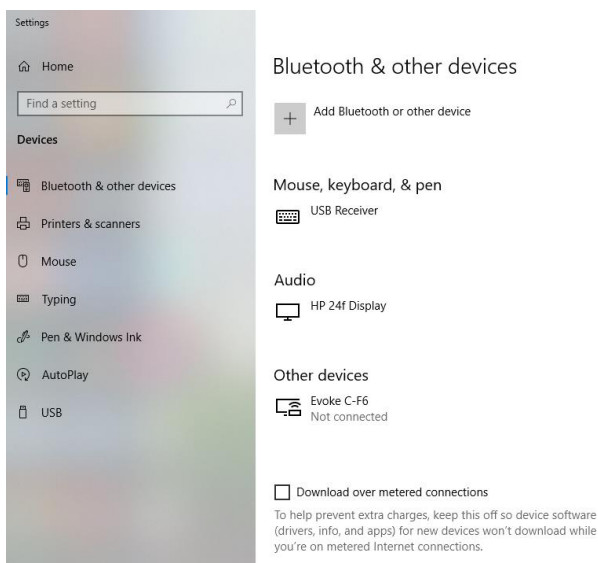 Settings
Home
Find a setting
Devices
Bluetooth & other devices
Printers & scanners
Mouse
Typing
Pen & Windows Ink
AutoPlay
USB
Bluetooth & other devices
Add Bluetooth or other device
Mouse, keyboard, & pen
USB Receiver
Audio
HP 24f Display
Other devices
Evoke C-F6
Not connected
Download over metered connections
To help prevent extra charges, keep this off so device software
(drivers, info, and apps) for new devices won't download while
you're on metered Internet connections.